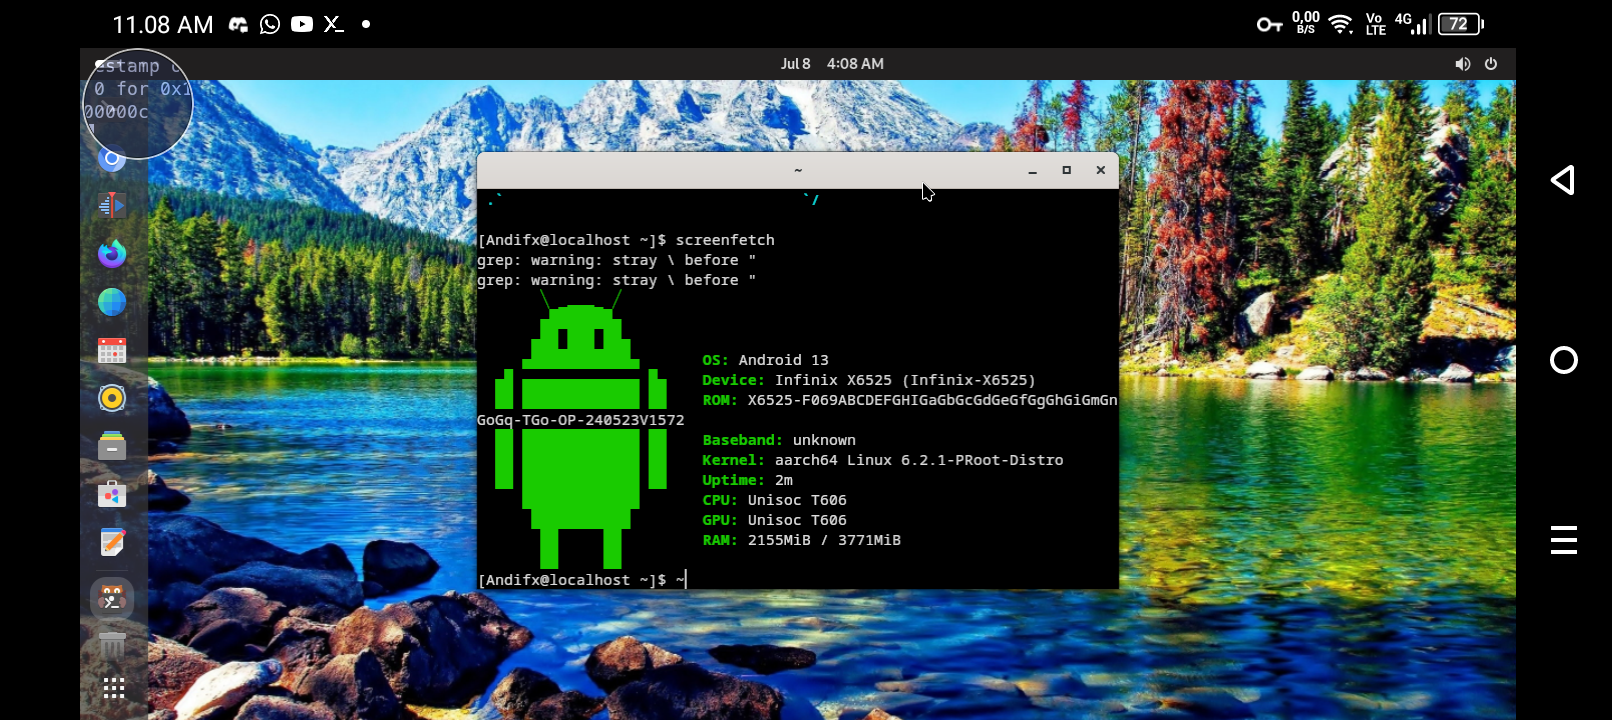 11.08 AM
0,00 B/S
Vo LTE
4G
72
Jul 8 4:08 AM
estamp c
0 for 0x1
00000c
~
.` `/
[Andifx@localhost ~]$ screenfetch
grep: warning: stray \ before "
grep: warning: stray \ before "
OS: Android 13
Device: Infinix X6525 (Infinix-X6525)
ROM: X6525-F069ABCDEFGHIGaGbGcGdGeGfGgGhGiGmGn
GoGq-TGo-OP-240523V1572
Baseband: unknown
Kernel: aarch64 Linux 6.2.1-PRoot-Distro
Uptime: 2m
CPU: Unisoc T606
GPU: Unisoc T606
RAM: 2155MiB / 3771MiB
[Andifx@localhost ~]$ ~